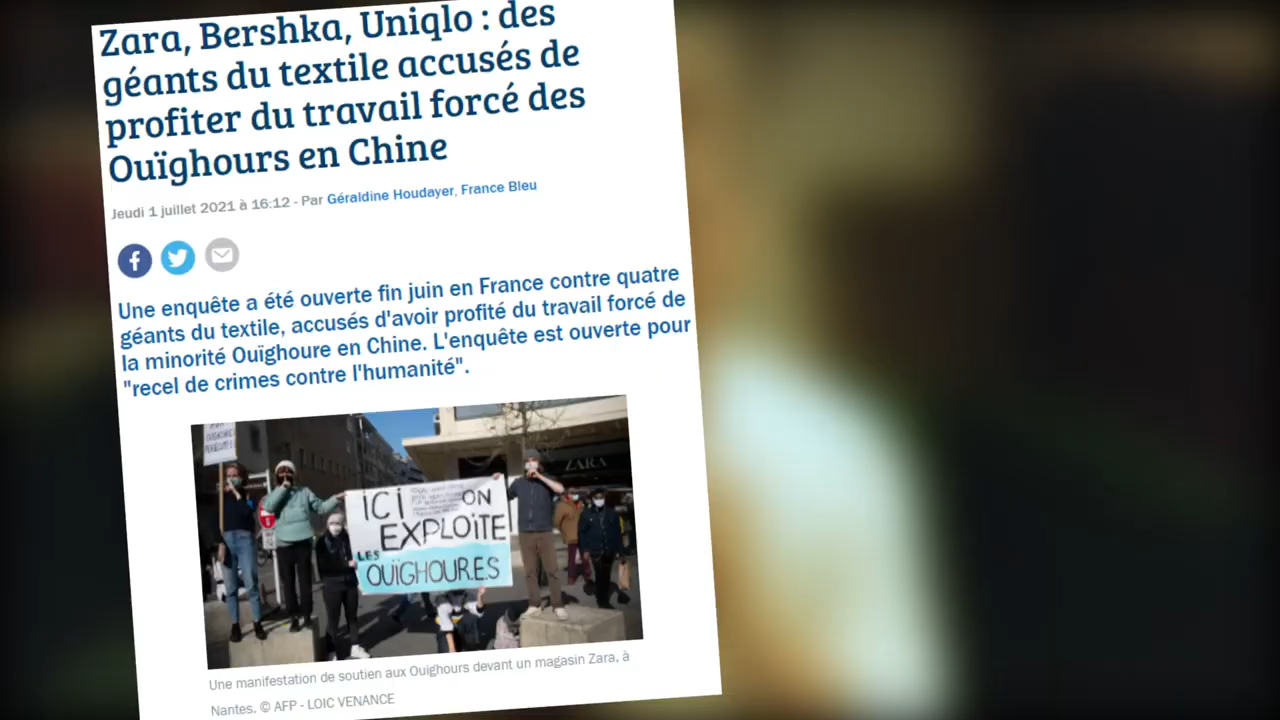 Zara, Bershka, Uniqlo : des
géants du textile accusés de
profiter du travail forcé des
Ouïghours en Chine
Jeudi 1 juillet 2021 à 16:12 - Par Géraldine Houdayer, France Bleu
Une enquête a été ouverte fin juin en France contre quatre
géants du textile, accusés d'avoir profité du travail forcé de
la minorité Ouïghoure en Chine. L'enquête est ouverte pour
"recel de crimes contre l'humanité".
ZARA
ICI ON
EXPLOITE
LES
OUÏGHOUR.E.S
Une manifestation de soutien aux Ouighours devant un magasin Zara, à
Nantes. © AFP - LOIC VENANCE